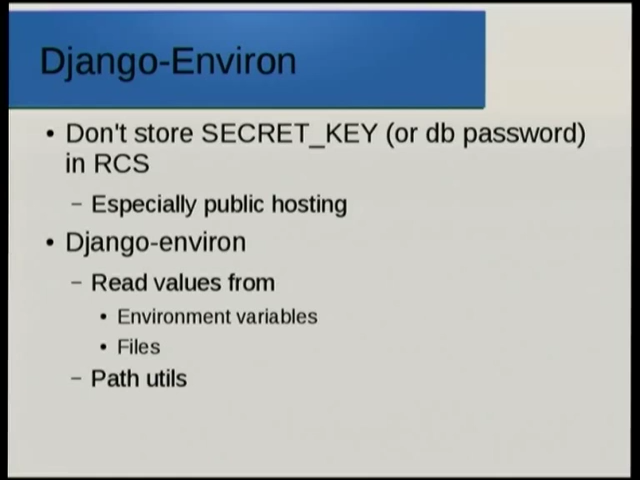 Django-Environ
• Don't store SECRET_KEY (or db password)
in RCS
– Especially public hosting
• Django-environ
– Read values from
• Environment variables
• Files
– Path utils